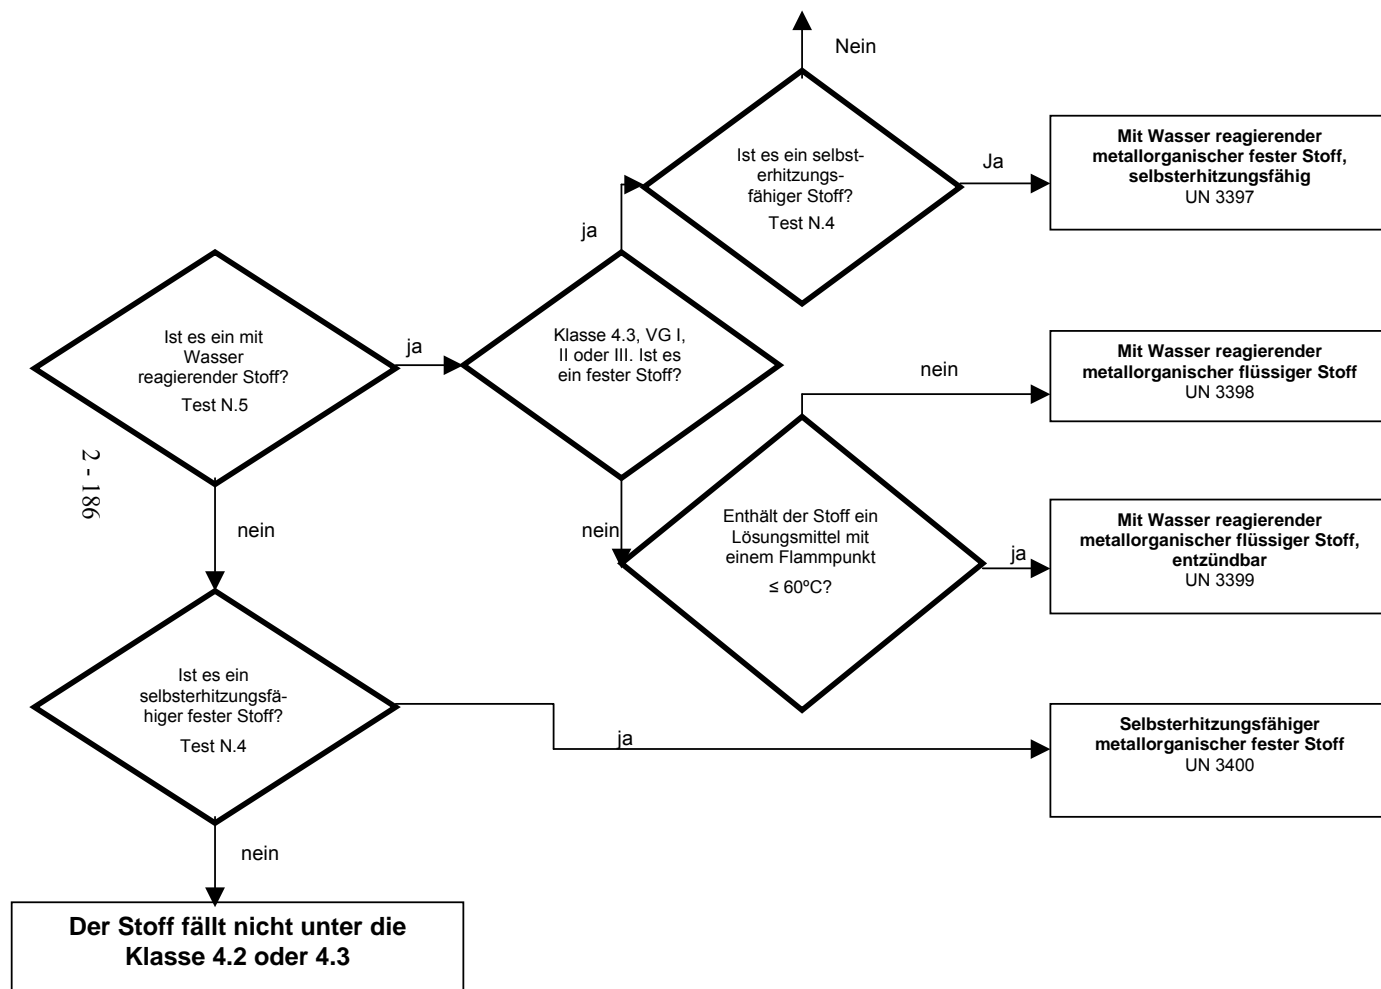 Nein
Ist es ein selbst-
erhitzungs-
fähiger Stoff?
Test N.4
Ja
Mit Wasser reagierender
metallorganischer fester Stoff,
selbsterhitzungsfähig
UN 3397
ja
Ist es ein mit
Wasser
reagierender Stoff?
Test N.5
ja
Klasse 4.3, VG I,
II oder III. Ist es
ein fester Stoff?
nein
Mit Wasser reagierender
metallorganischer flüssiger Stoff
UN 3398
2 - 186
nein
nein
Enthält der Stoff ein
Lösungsmittel mit
einem Flammpunkt
≤ 60ºC?
ja
Mit Wasser reagierender
metallorganischer flüssiger Stoff,
entzündbar
UN 3399
Ist es ein
selbsterhitzungsfä-
higer fester Stoff?
Test N.4
ja
Selbsterhitzungsfähiger
metallorganischer fester Stoff
UN 3400
nein
Der Stoff fällt nicht unter die
Klasse 4.2 oder 4.3